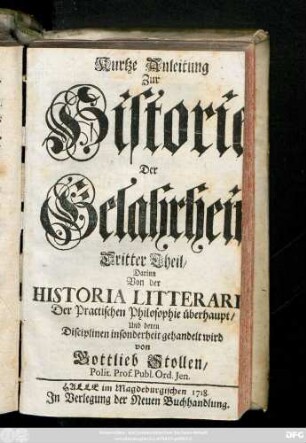 Kurtze Anleitung
Zur
Historie
Der
Gelahrheit
Dritter Theil/
Darinn
Von der
HISTORIA LITTERARI
Der Practischen Philosophie überhaupt/
Und deren
Disciplinen insonderheit gehandelt wird
von
Gottlieb Stollen/
Polit. Prof. Publ. Ord. Jen.
HALLE im Magdeburgischen 1718.
In Verlegung der Neuen Buchhandlung.